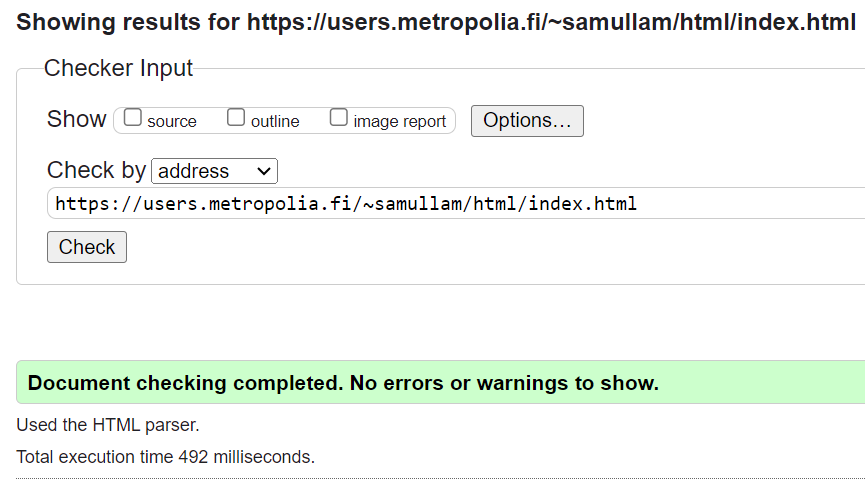 Showing results for https://users.metropolia.fi/~samullam/html/index.html
Checker Input
Show source outline image report Options...
Check by address
https://users.metropolia.fi/~samullam/html/index.html
Check
Document checking completed. No errors or warnings to show.
Used the HTML parser.
Total execution time 492 milliseconds.